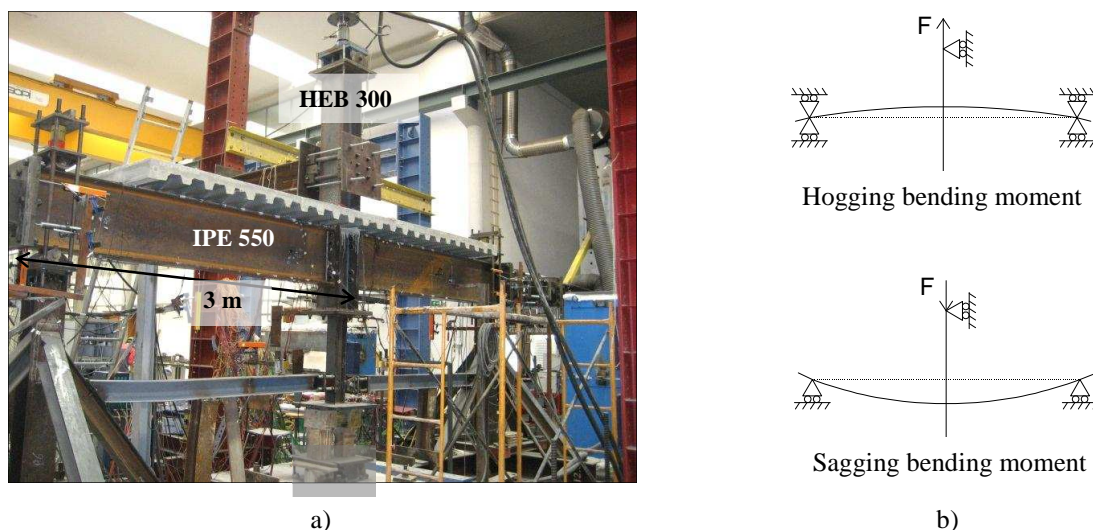 HEB 300
IPE 550
3 m
a)
F
Hogging bending moment
F
Sagging bending moment
b)